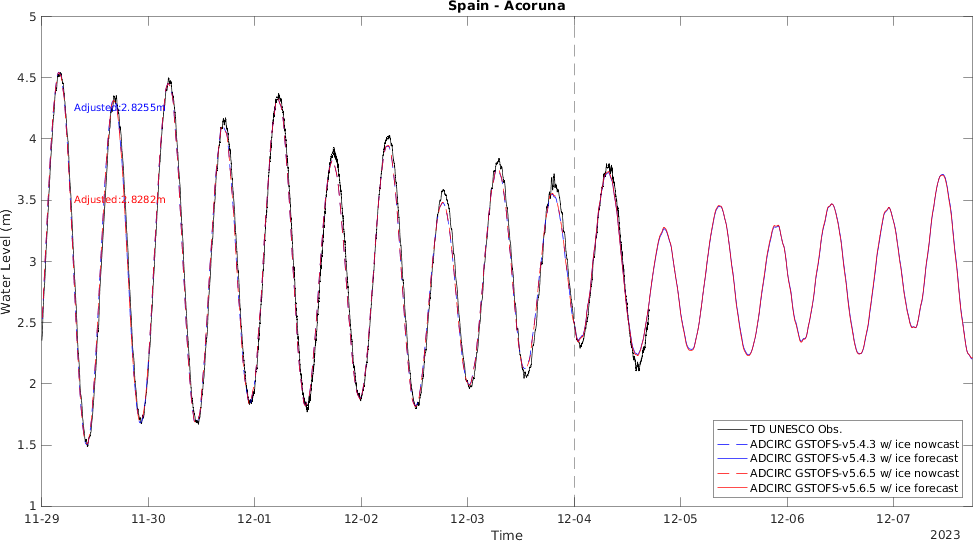 Spain - Acoruna
5
4.5
4
3.5
3
2.5
2
1.5
1
Water Level (m)
Adjusted:2.8255m
Adjusted:2.8282m
TD UNESCO Obs.
ADCIRC GSTOFS-v5.4.3 w/ ice nowcast
ADCIRC GSTOFS-v5.4.3 w/ ice forecast
ADCIRC GSTOFS-v5.6.5 w/ ice nowcast
ADCIRC GSTOFS-v5.6.5 w/ ice forecast
11-29 11-30 12-01 12-02 12-03 12-04 12-05 12-06 12-07
Time
2023